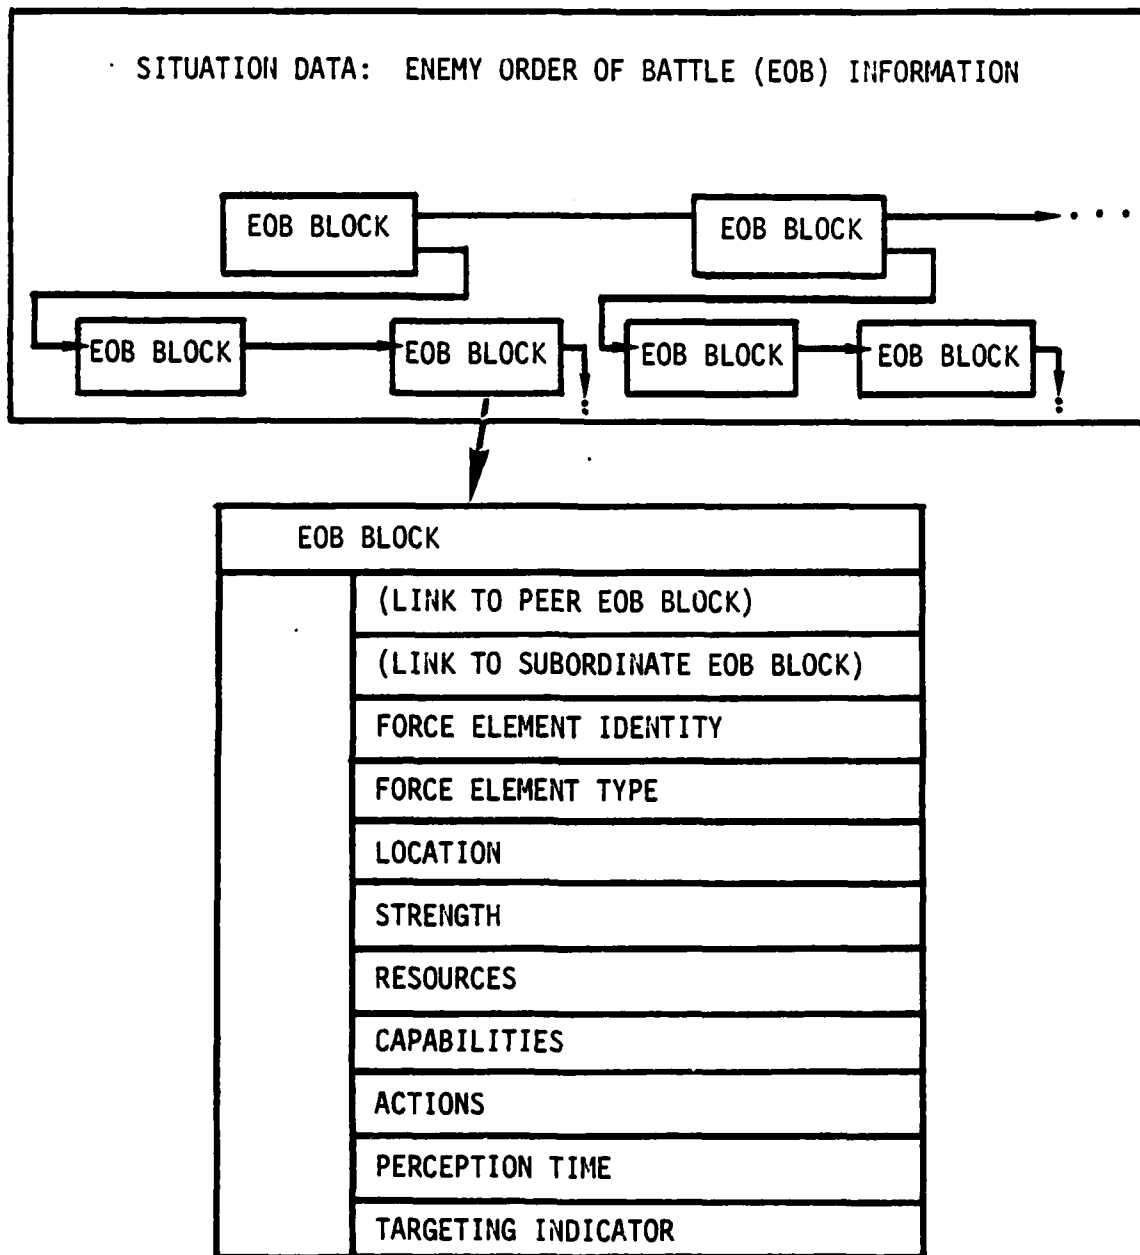 SITUATION DATA: ENEMY ORDER OF BATTLE (EOB) INFORMATION
EOB BLOCK EOB BLOCK . . .
EOB BLOCK EOB BLOCK EOB BLOCK EOB BLOCK
EOB BLOCK
(LINK TO PEER EOB BLOCK)
(LINK TO SUBORDINATE EOB BLOCK)
FORCE ELEMENT IDENTITY
FORCE ELEMENT TYPE
LOCATION
STRENGTH
RESOURCES
CAPABILITIES
ACTIONS
PERCEPTION TIME
TARGETING INDICATOR